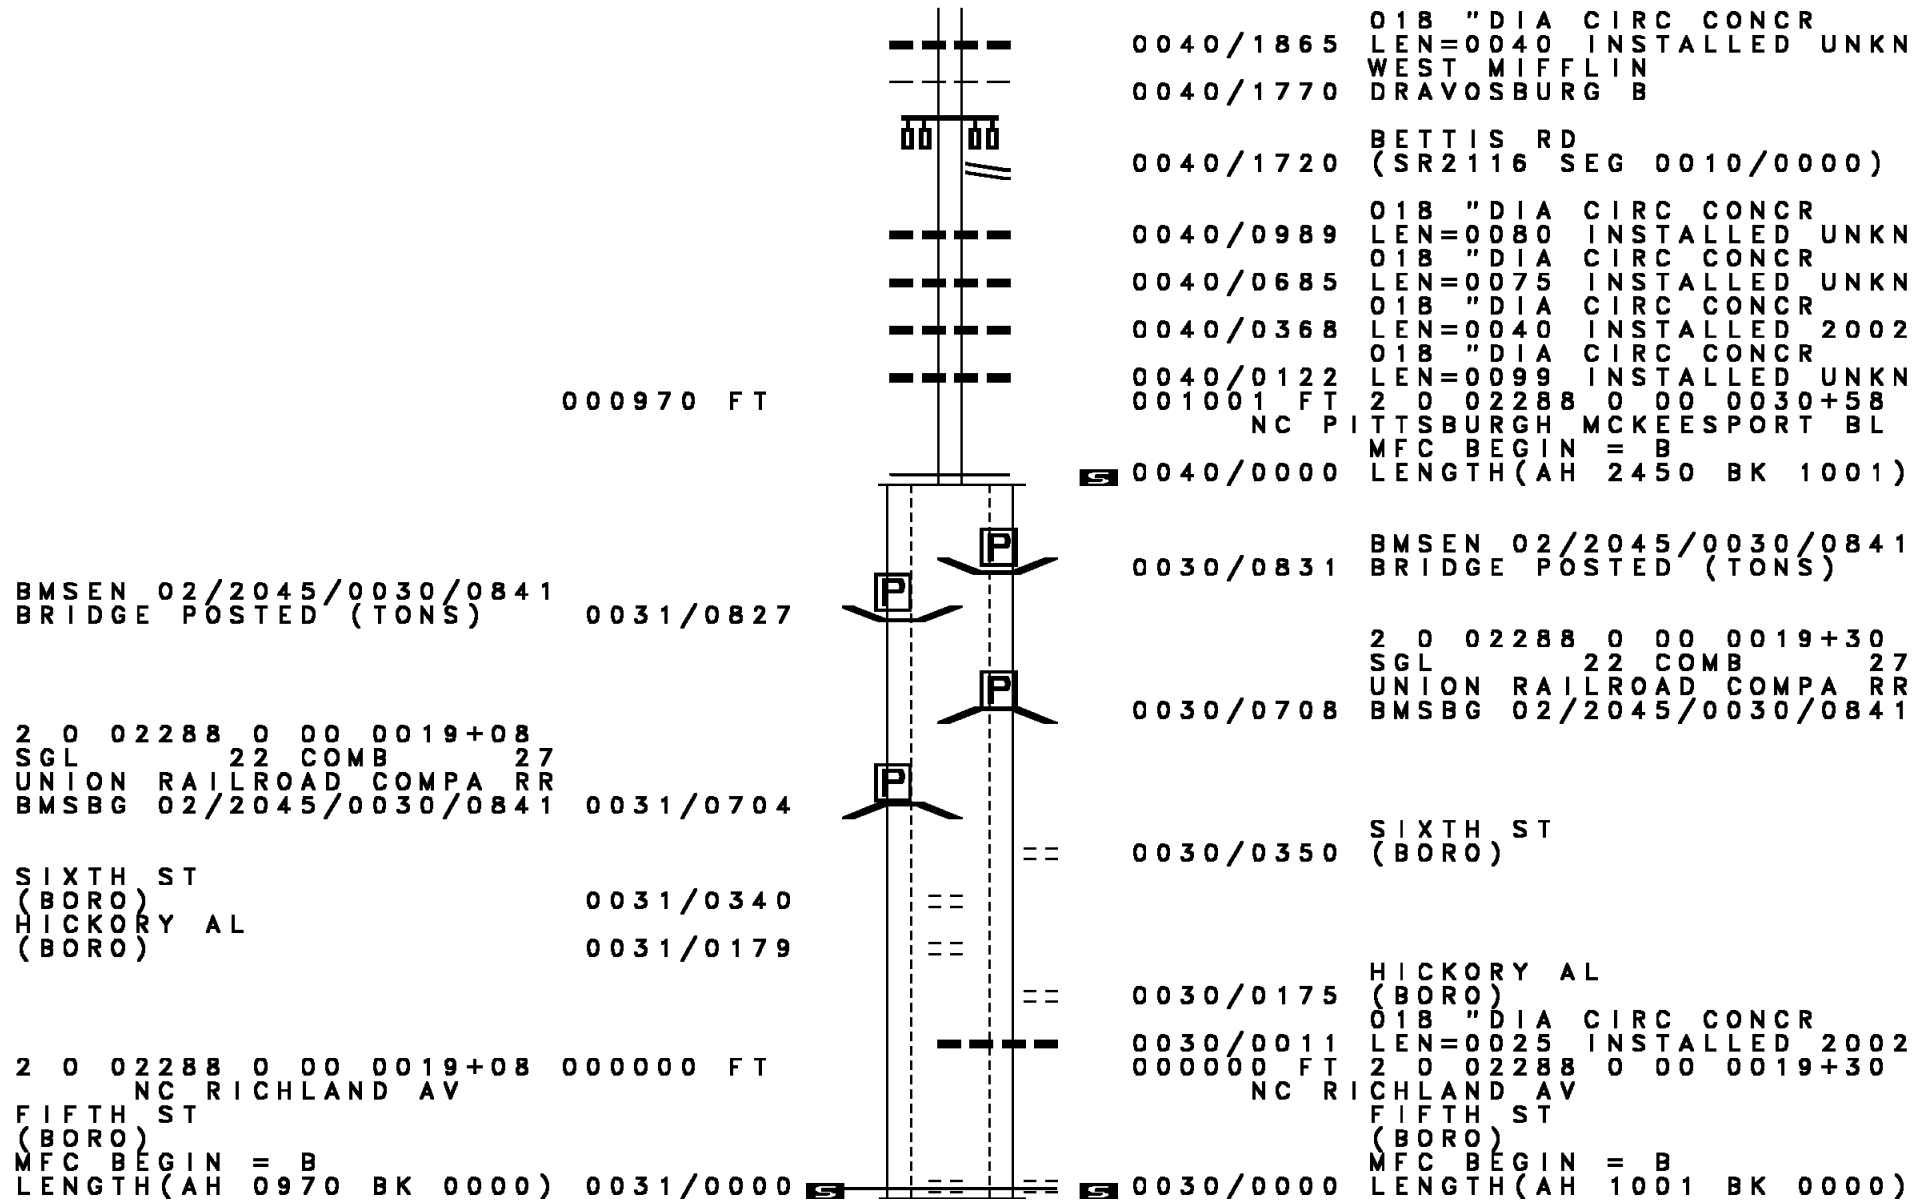 018 "DIA CIRC CONCR
0040/1865 LEN=0040 INSTALLED UNKN
WEST MIFFLIN
0040/1770 DRAVOSBURG B
BETTIS RD
0040/1720 (SR2116 SEG 0010/0000)
018 "DIA CIRC CONCR
0040/0989 LEN=0080 INSTALLED UNKN
018 "DIA CIRC CONCR
0040/0685 LEN=0075 INSTALLED UNKN
018 "DIA CIRC CONCR
0040/0368 LEN=0040 INSTALLED 2002
018 "DIA CIRC CONCR
0040/0122 LEN=0099 INSTALLED UNKN
000970 FT 001001 FT 2 0 02288 0 00 0030+58
NC PITTSBURGH MCKEESPORT BL
MFC BEGIN = B
S 0040/0000 LENGTH(AH 2450 BK 1001)
P
BMSEN 02/2045/0030/0841
0030/0831 BRIDGE POSTED (TONS)
P
BMSEN 02/2045/0030/0841
BRIDGE POSTED (TONS) 0031/0827
2 0 02288 0 00 0019+30
SGL 22 COMB 27
P
UNION RAILROAD COMPA RR
0030/0708 BMSBG 02/2045/0030/0841
2 0 02288 0 00 0019+08
SGL 22 COMB 27
P
UNION RAILROAD COMPA RR
BMSBG 02/2045/0030/0841 0031/0704
SIXTH ST
0030/0350 (BORO)
SIXTH ST
(BORO) 0031/0340
HICKORY AL
(BORO) 0031/0179
HICKORY AL
0030/0175 (BORO)
018 "DIA CIRC CONCR
0030/0011 LEN=0025 INSTALLED 2002
2 0 02288 0 00 0019+08 000000 FT 000000 FT 2 0 02288 0 00 0019+30
NC RICHLAND AV NC RICHLAND AV
FIFTH ST FIFTH ST
(BORO) (BORO)
MFC BEGIN = B MFC BEGIN = B
LENGTH(AH 0970 BK 0000) 0031/0000 S S 0030/0000 LENGTH(AH 1001 BK 0000)